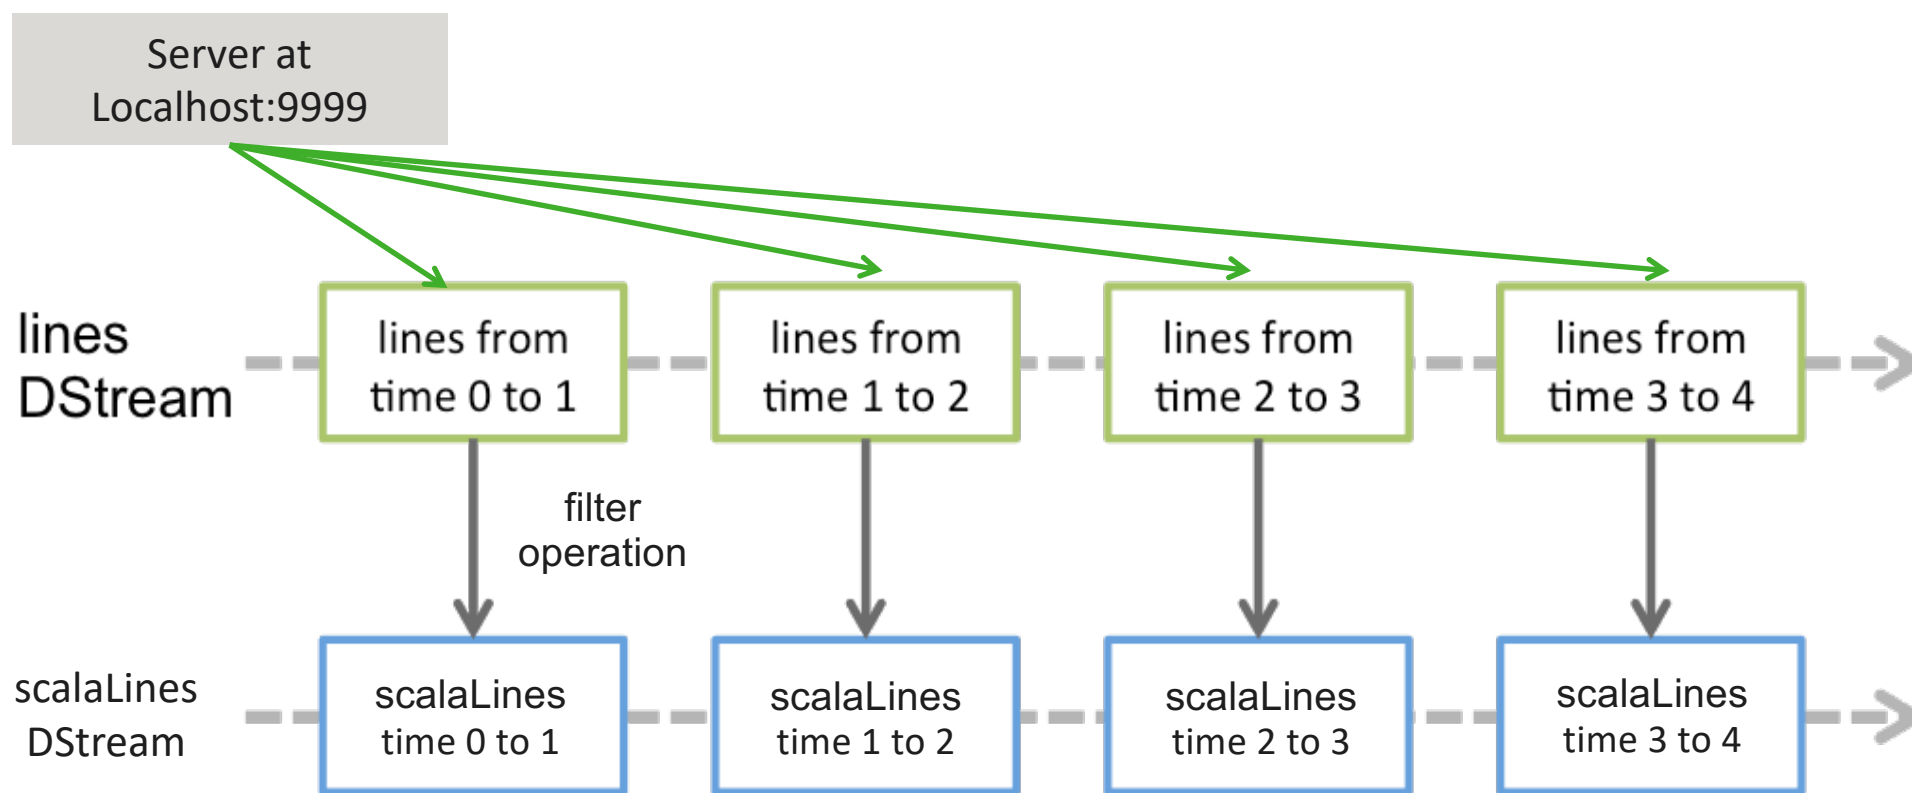 Server at
Localhost:9999
lines
DStream
lines from
time 0 to 1
lines from
time 1 to 2
lines from
time 2 to 3
lines from
time 3 to 4
filter
operation
scalaLines
DStream
scalaLines
time 0 to 1
scalaLines
time 1 to 2
scalaLines
time 2 to 3
scalaLines
time 3 to 4